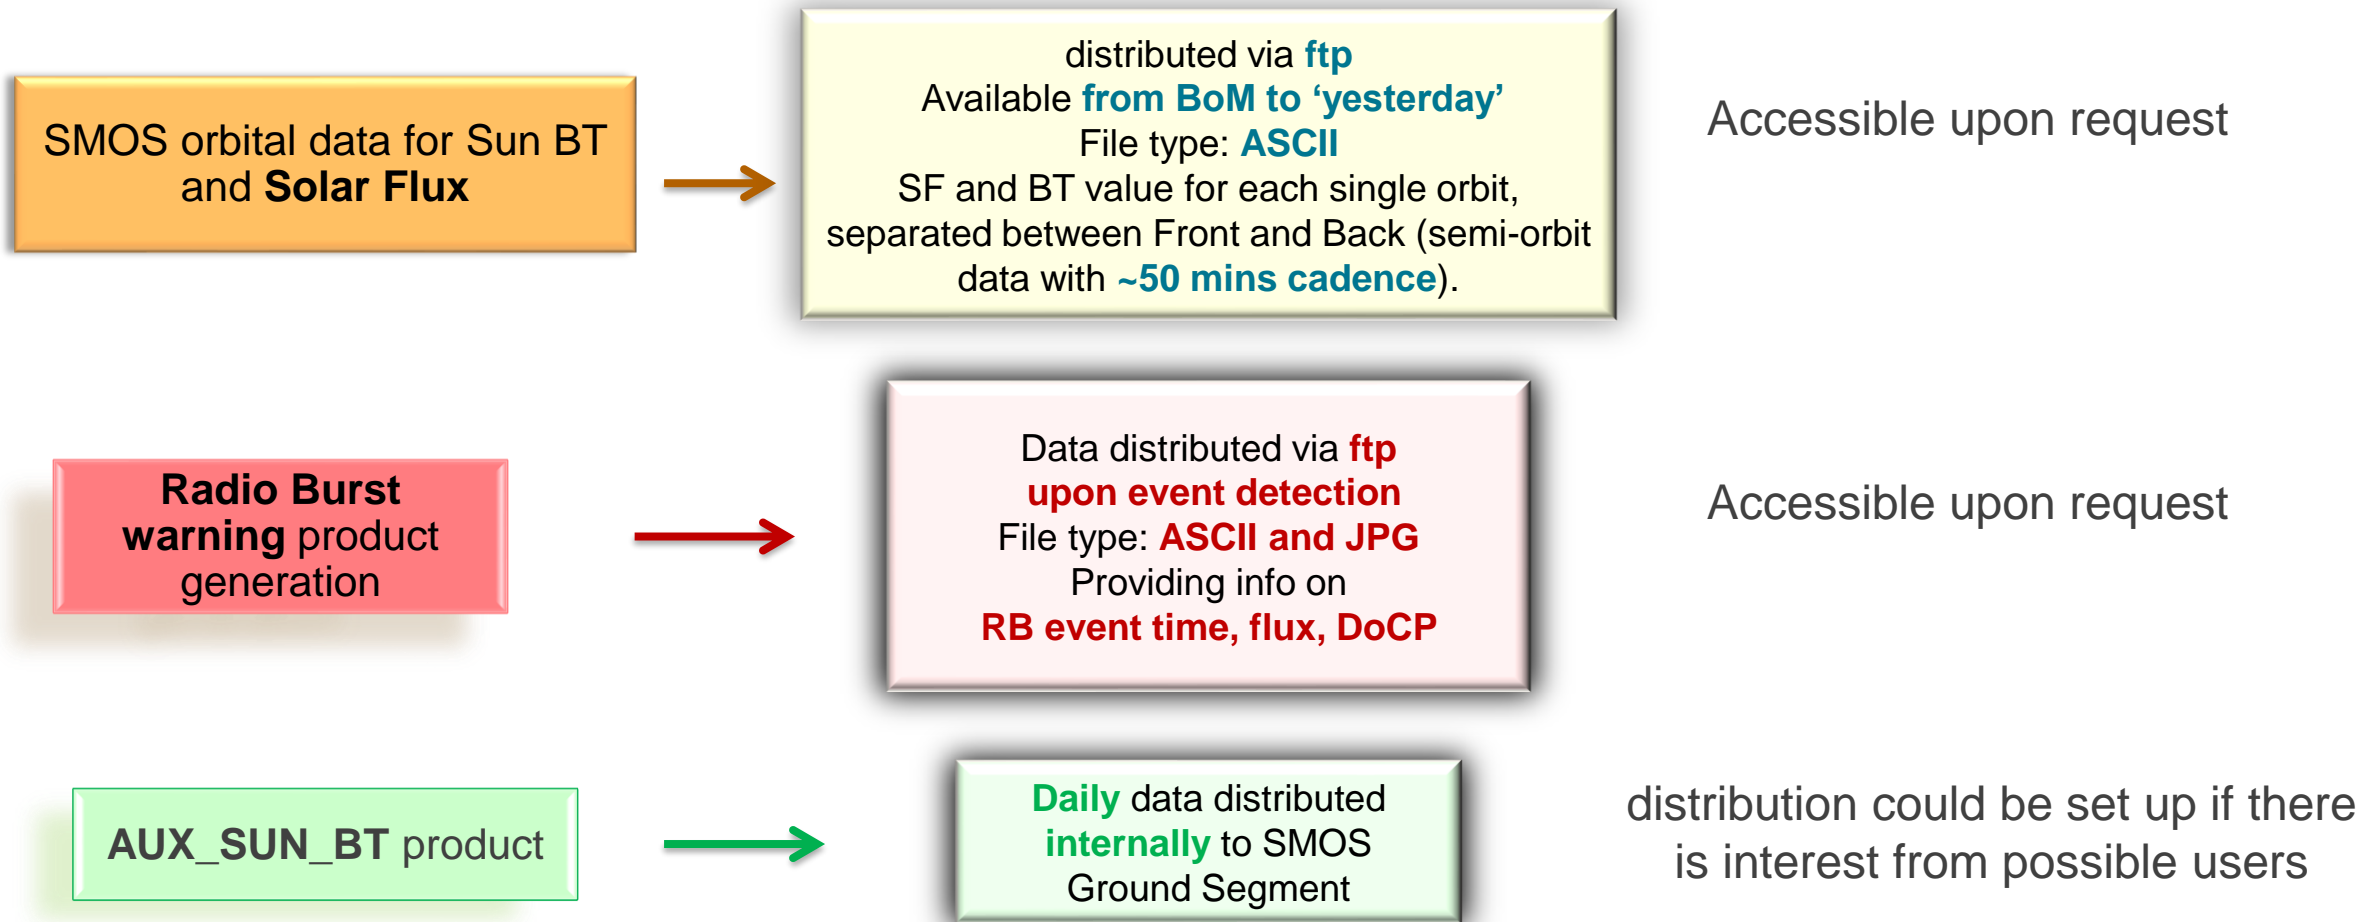 SMOS orbital data for Sun BT
and Solar Flux
distributed via ftp
Available from BoM to ‘yesterday’
File type: ASCII
SF and BT value for each single orbit,
separated between Front and Back (semi-orbit
data with ~50 mins cadence).
Accessible upon request
Radio Burst
warning product
generation
Data distributed via ftp
upon event detection
File type: ASCII and JPG
Providing info on
RB event time, flux, DoCP
Accessible upon request
AUX_SUN_BT product
Daily data distributed
internally to SMOS
Ground Segment
distribution could be set up if there
is interest from possible users